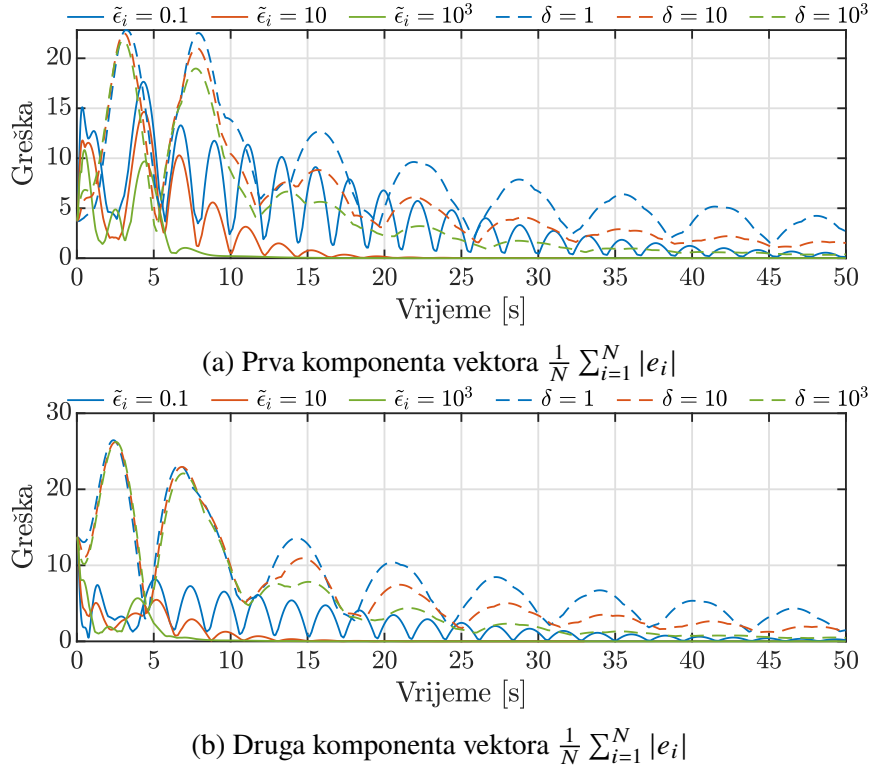 ϵ̃ᵢ = 0.1 ϵ̃ᵢ = 10 ϵ̃ᵢ = 10³ δ = 1 δ = 10 δ = 10³
20
15
10
5
0
Greška
0 5 10 15 20 25 30 35 40 45 50
Vrijeme [s]
(a) Prva komponenta vektora 1/N ∑ᵢ₌₁ᴺ |eᵢ|
ϵ̃ᵢ = 0.1 ϵ̃ᵢ = 10 ϵ̃ᵢ = 10³ δ = 1 δ = 10 δ = 10³
30
20
10
0
Greška
0 5 10 15 20 25 30 35 40 45 50
Vrijeme [s]
(b) Druga komponenta vektora 1/N ∑ᵢ₌₁ᴺ |eᵢ|